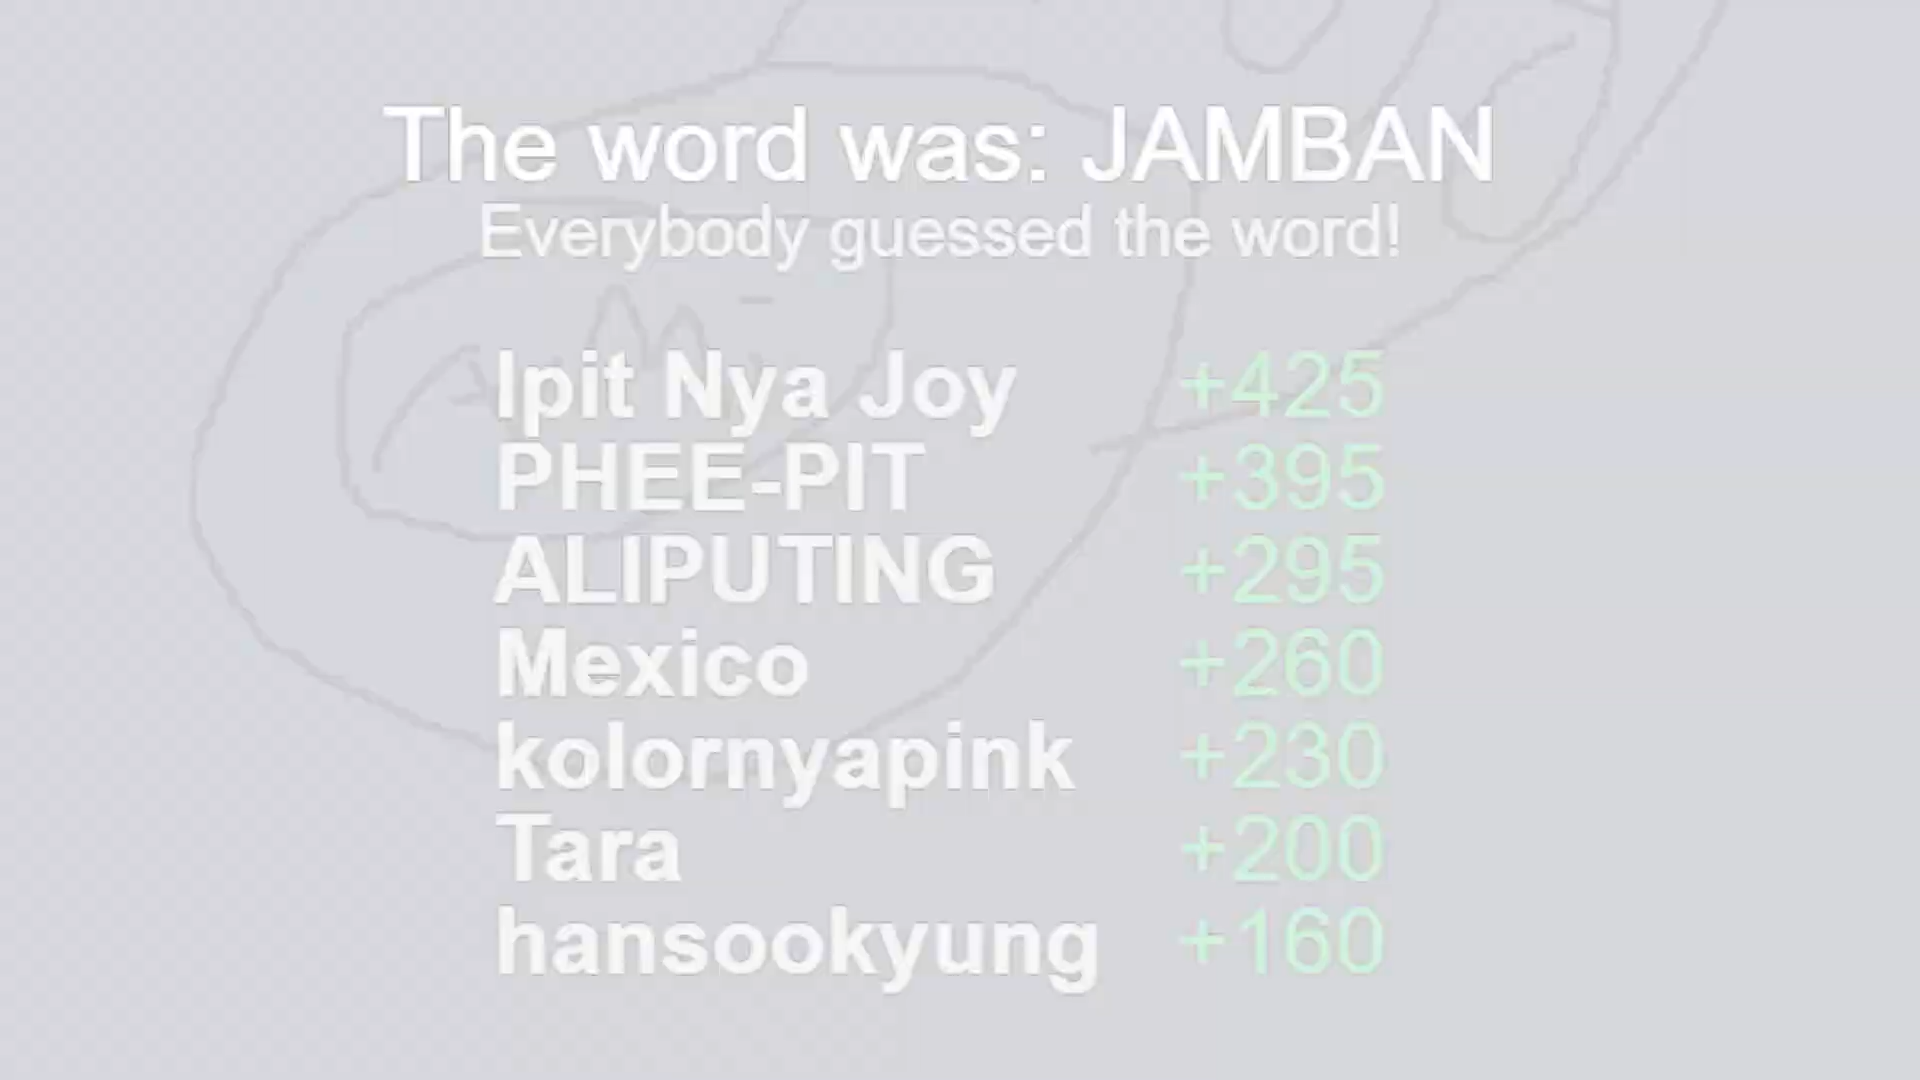 The word was: JAMBAN
Everybody guessed the word!
Ipit Nya Joy +425
PHEE-PIT +395
ALIPUTING +295
Mexico +260
kolornyapink +230
Tara +200
hansookyung +160